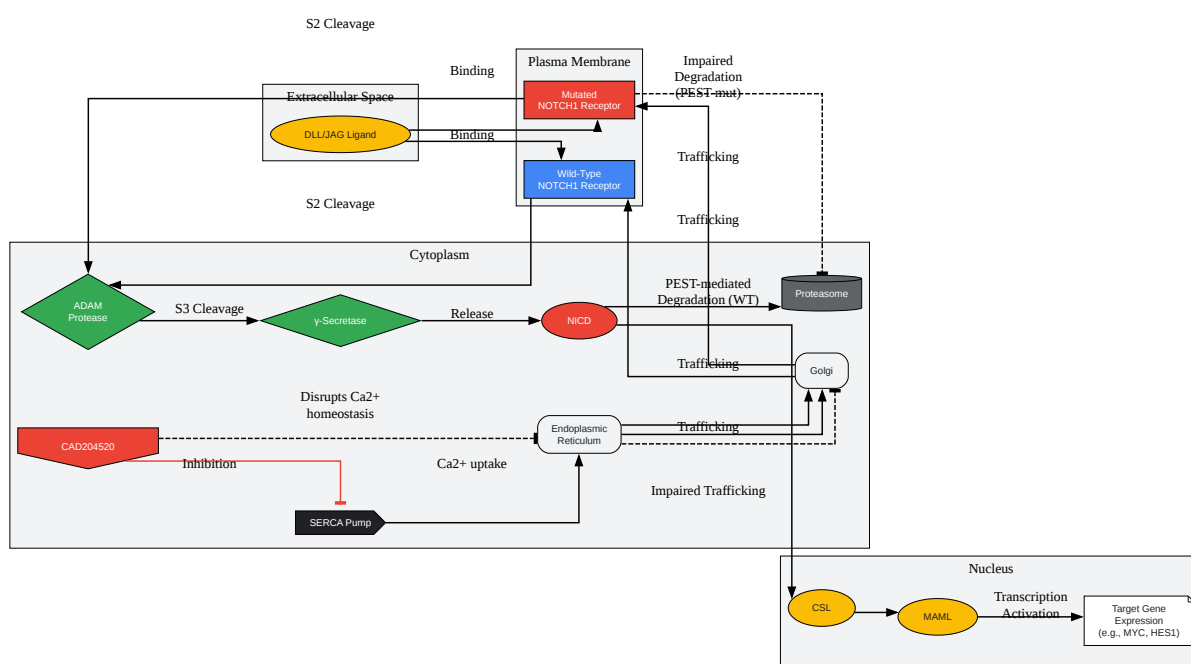 S2 Cleavage
Plasma Membrane
Impaired
Degradation
(PEST-mut)
Binding
Mutated
NOTCH1 Receptor
Extracellular Space
DLL/JAG Ligand
Binding
Trafficking
Wild-Type
NOTCH1 Receptor
S2 Cleavage
Trafficking
Cytoplasm
PEST-mediated
Degradation (WT)
Proteasome
ADAM
Protease
S3 Cleavage
γ-Secretase
Release
NICD
Trafficking
Golgi
Disrupts Ca2+
homeostasis
Endoplasmic
Reticulum
Trafficking
CAD204520
Inhibition
Ca2+ uptake
Impaired Trafficking
SERCA Pump
Nucleus
CSL
MAML
Transcription
Activation
Target Gene
Expression
(e.g., MYC, HES1)